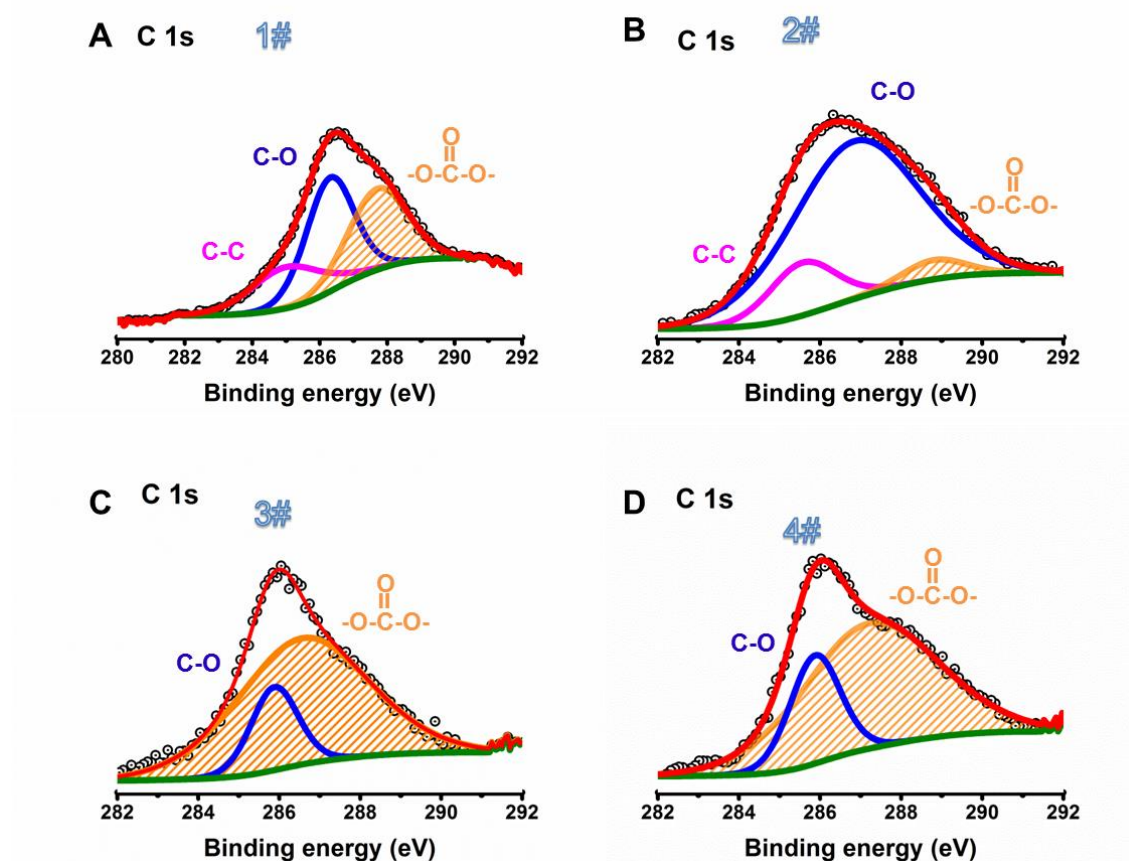 A C 1s 1#
C-O
O
-O-C-O-
C-C
280 282 284 286 288 290 292
Binding energy (eV)
B C 1s 2#
C-O
O
-O-C-O-
C-C
282 284 286 288 290 292
Binding energy (eV)
C C 1s 3#
O
-O-C-O-
C-O
282 284 286 288 290 292
Binding energy (eV)
D C 1s 4#
O
-O-C-O-
C-O
282 284 286 288 290 292
Binding energy (eV)